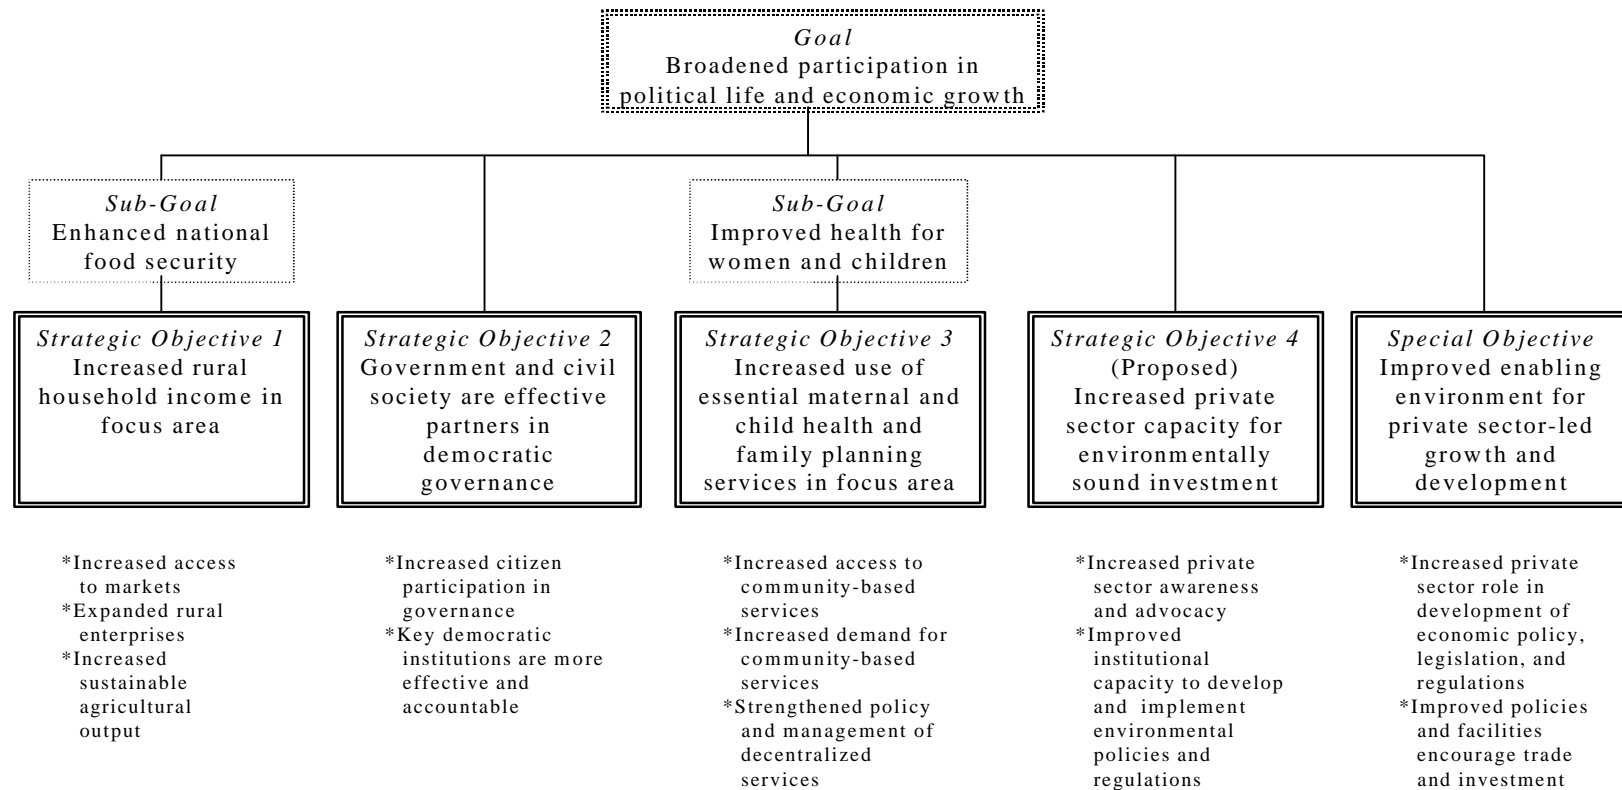 Goal
Broadened participation in
political life and economic growth
Sub-Goal
Enhanced national
food security
Sub-Goal
Improved health for
women and children
Strategic Objective 1
Increased rural
household income in
focus area
Strategic Objective 2
Government and civil
society are effective
partners in
democratic
governance
Strategic Objective 3
Increased use of
essential maternal and
child health and
family planning
services in focus area
Strategic Objective 4
(Proposed)
Increased private
sector capacity for
environmentally
sound investment
Special Objective
Improved enabling
environment for
private sector-led
growth and
development
*Increased access
to markets
*Expanded rural
enterprises
*Increased
sustainable
agricultural
output
*Increased citizen
participation in
governance
*Key democratic
institutions are more
effective and
accountable
*Increased access to
community-based
services
*Increased demand for
community-based
services
*Strengthened policy
and management of
decentralized
services
*Increased private
sector awareness
and advocacy
*Improved
institutional
capacity to develop
and implement
environmental
policies and
regulations
*Increased private
sector role in
development of
economic policy,
legislation, and
regulations
*Improved policies
and facilities
encourage trade
and investment